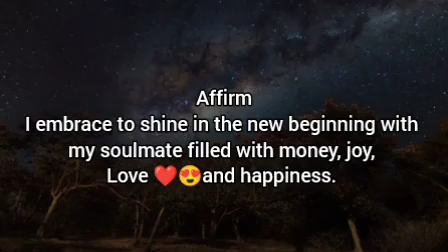 Affirm
I embrace to shine in the new beginning with
my soulmate filled with money, joy,
Love ❤️😍and happiness.